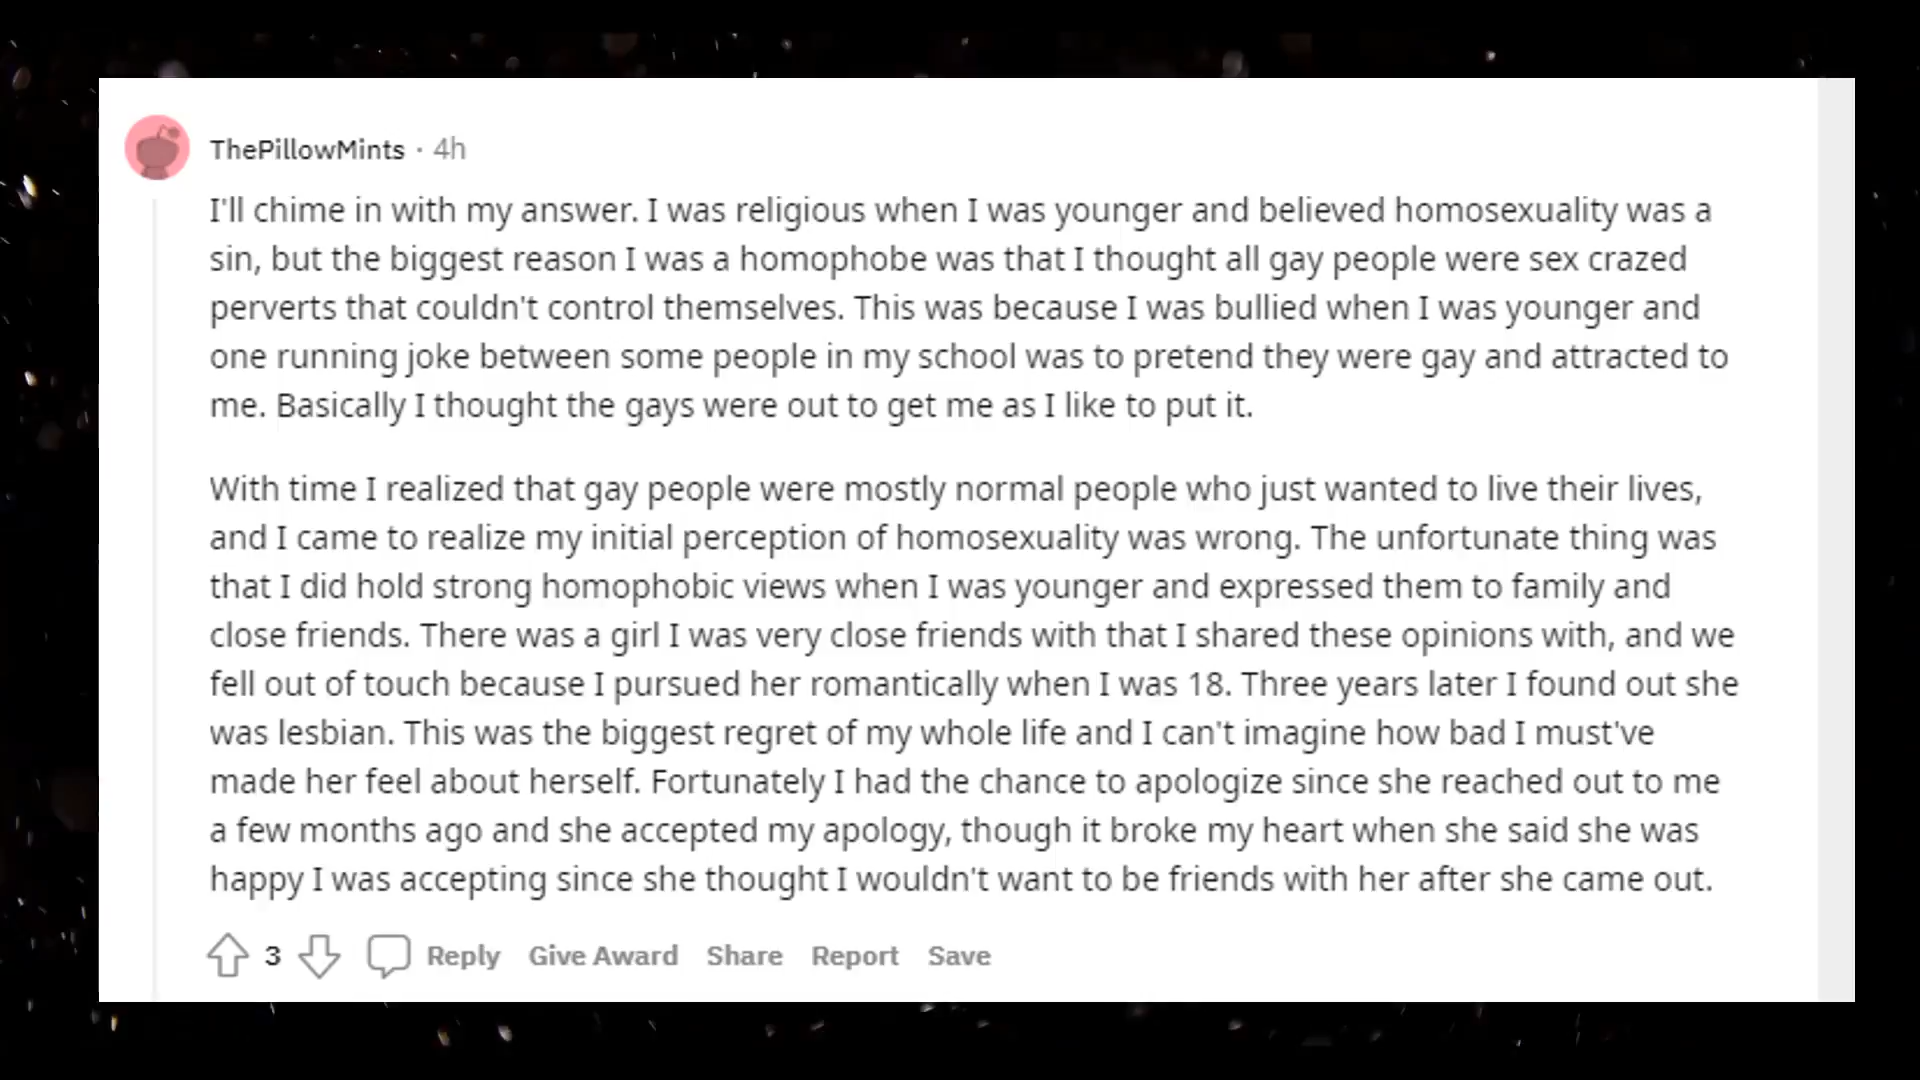 ThePillowMints · 4h
I'll chime in with my answer. I was religious when I was younger and believed homosexuality was a
sin, but the biggest reason I was a homophobe was that I thought all gay people were sex crazed
perverts that couldn't control themselves. This was because I was bullied when I was younger and
one running joke between some people in my school was to pretend they were gay and attracted to
me. Basically I thought the gays were out to get me as I like to put it.
With time I realized that gay people were mostly normal people who just wanted to live their lives,
and I came to realize my initial perception of homosexuality was wrong. The unfortunate thing was
that I did hold strong homophobic views when I was younger and expressed them to family and
close friends. There was a girl I was very close friends with that I shared these opinions with, and we
fell out of touch because I pursued her romantically when I was 18. Three years later I found out she
was lesbian. This was the biggest regret of my whole life and I can't imagine how bad I must've
made her feel about herself. Fortunately I had the chance to apologize since she reached out to me
a few months ago and she accepted my apology, though it broke my heart when she said she was
happy I was accepting since she thought I wouldn't want to be friends with her after she came out.
3 Reply Give Award Share Report Save